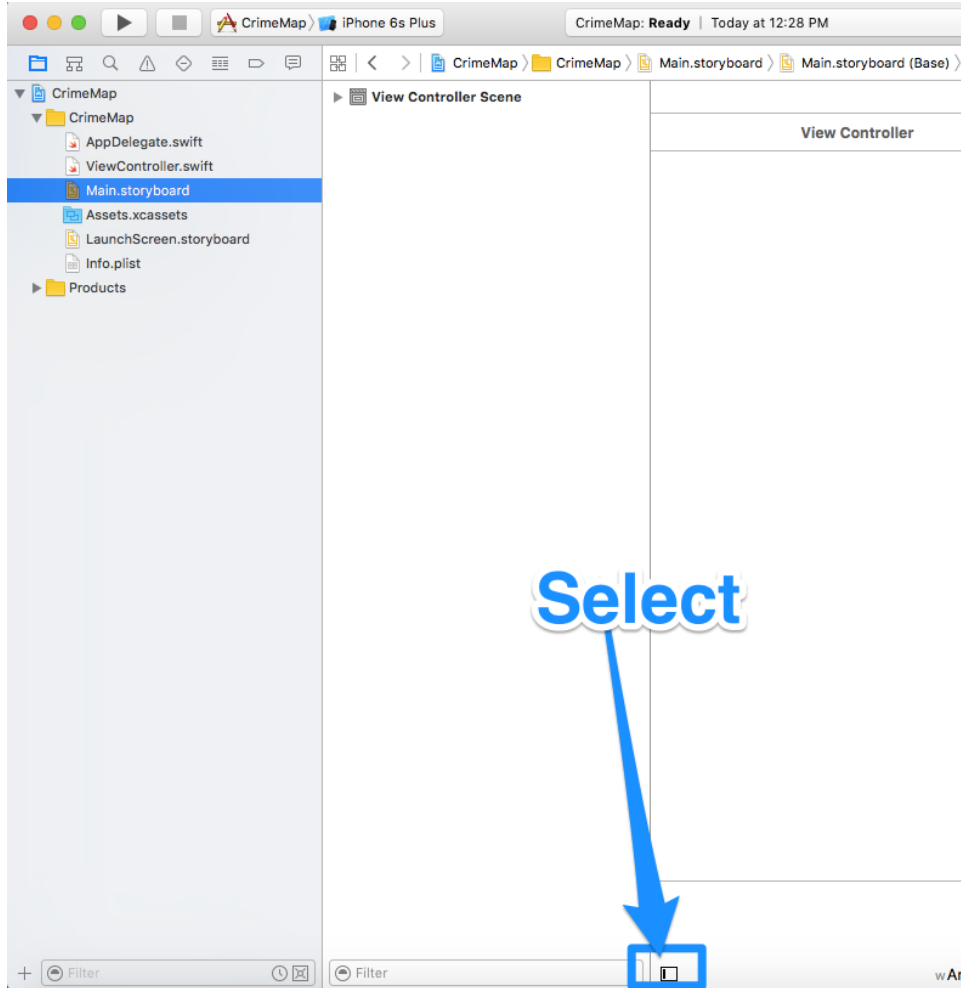 CrimeMap 〉 iPhone 6s Plus
CrimeMap: Ready | Today at 12:28 PM
CrimeMap 〉 CrimeMap 〉 Main.storyboard 〉 Main.storyboard (Base) 〉
CrimeMap
CrimeMap
AppDelegate.swift
ViewController.swift
Main.storyboard
Assets.xcassets
LaunchScreen.storyboard
Info.plist
Products
View Controller Scene
View Controller
Select
Filter
Filter
wAr